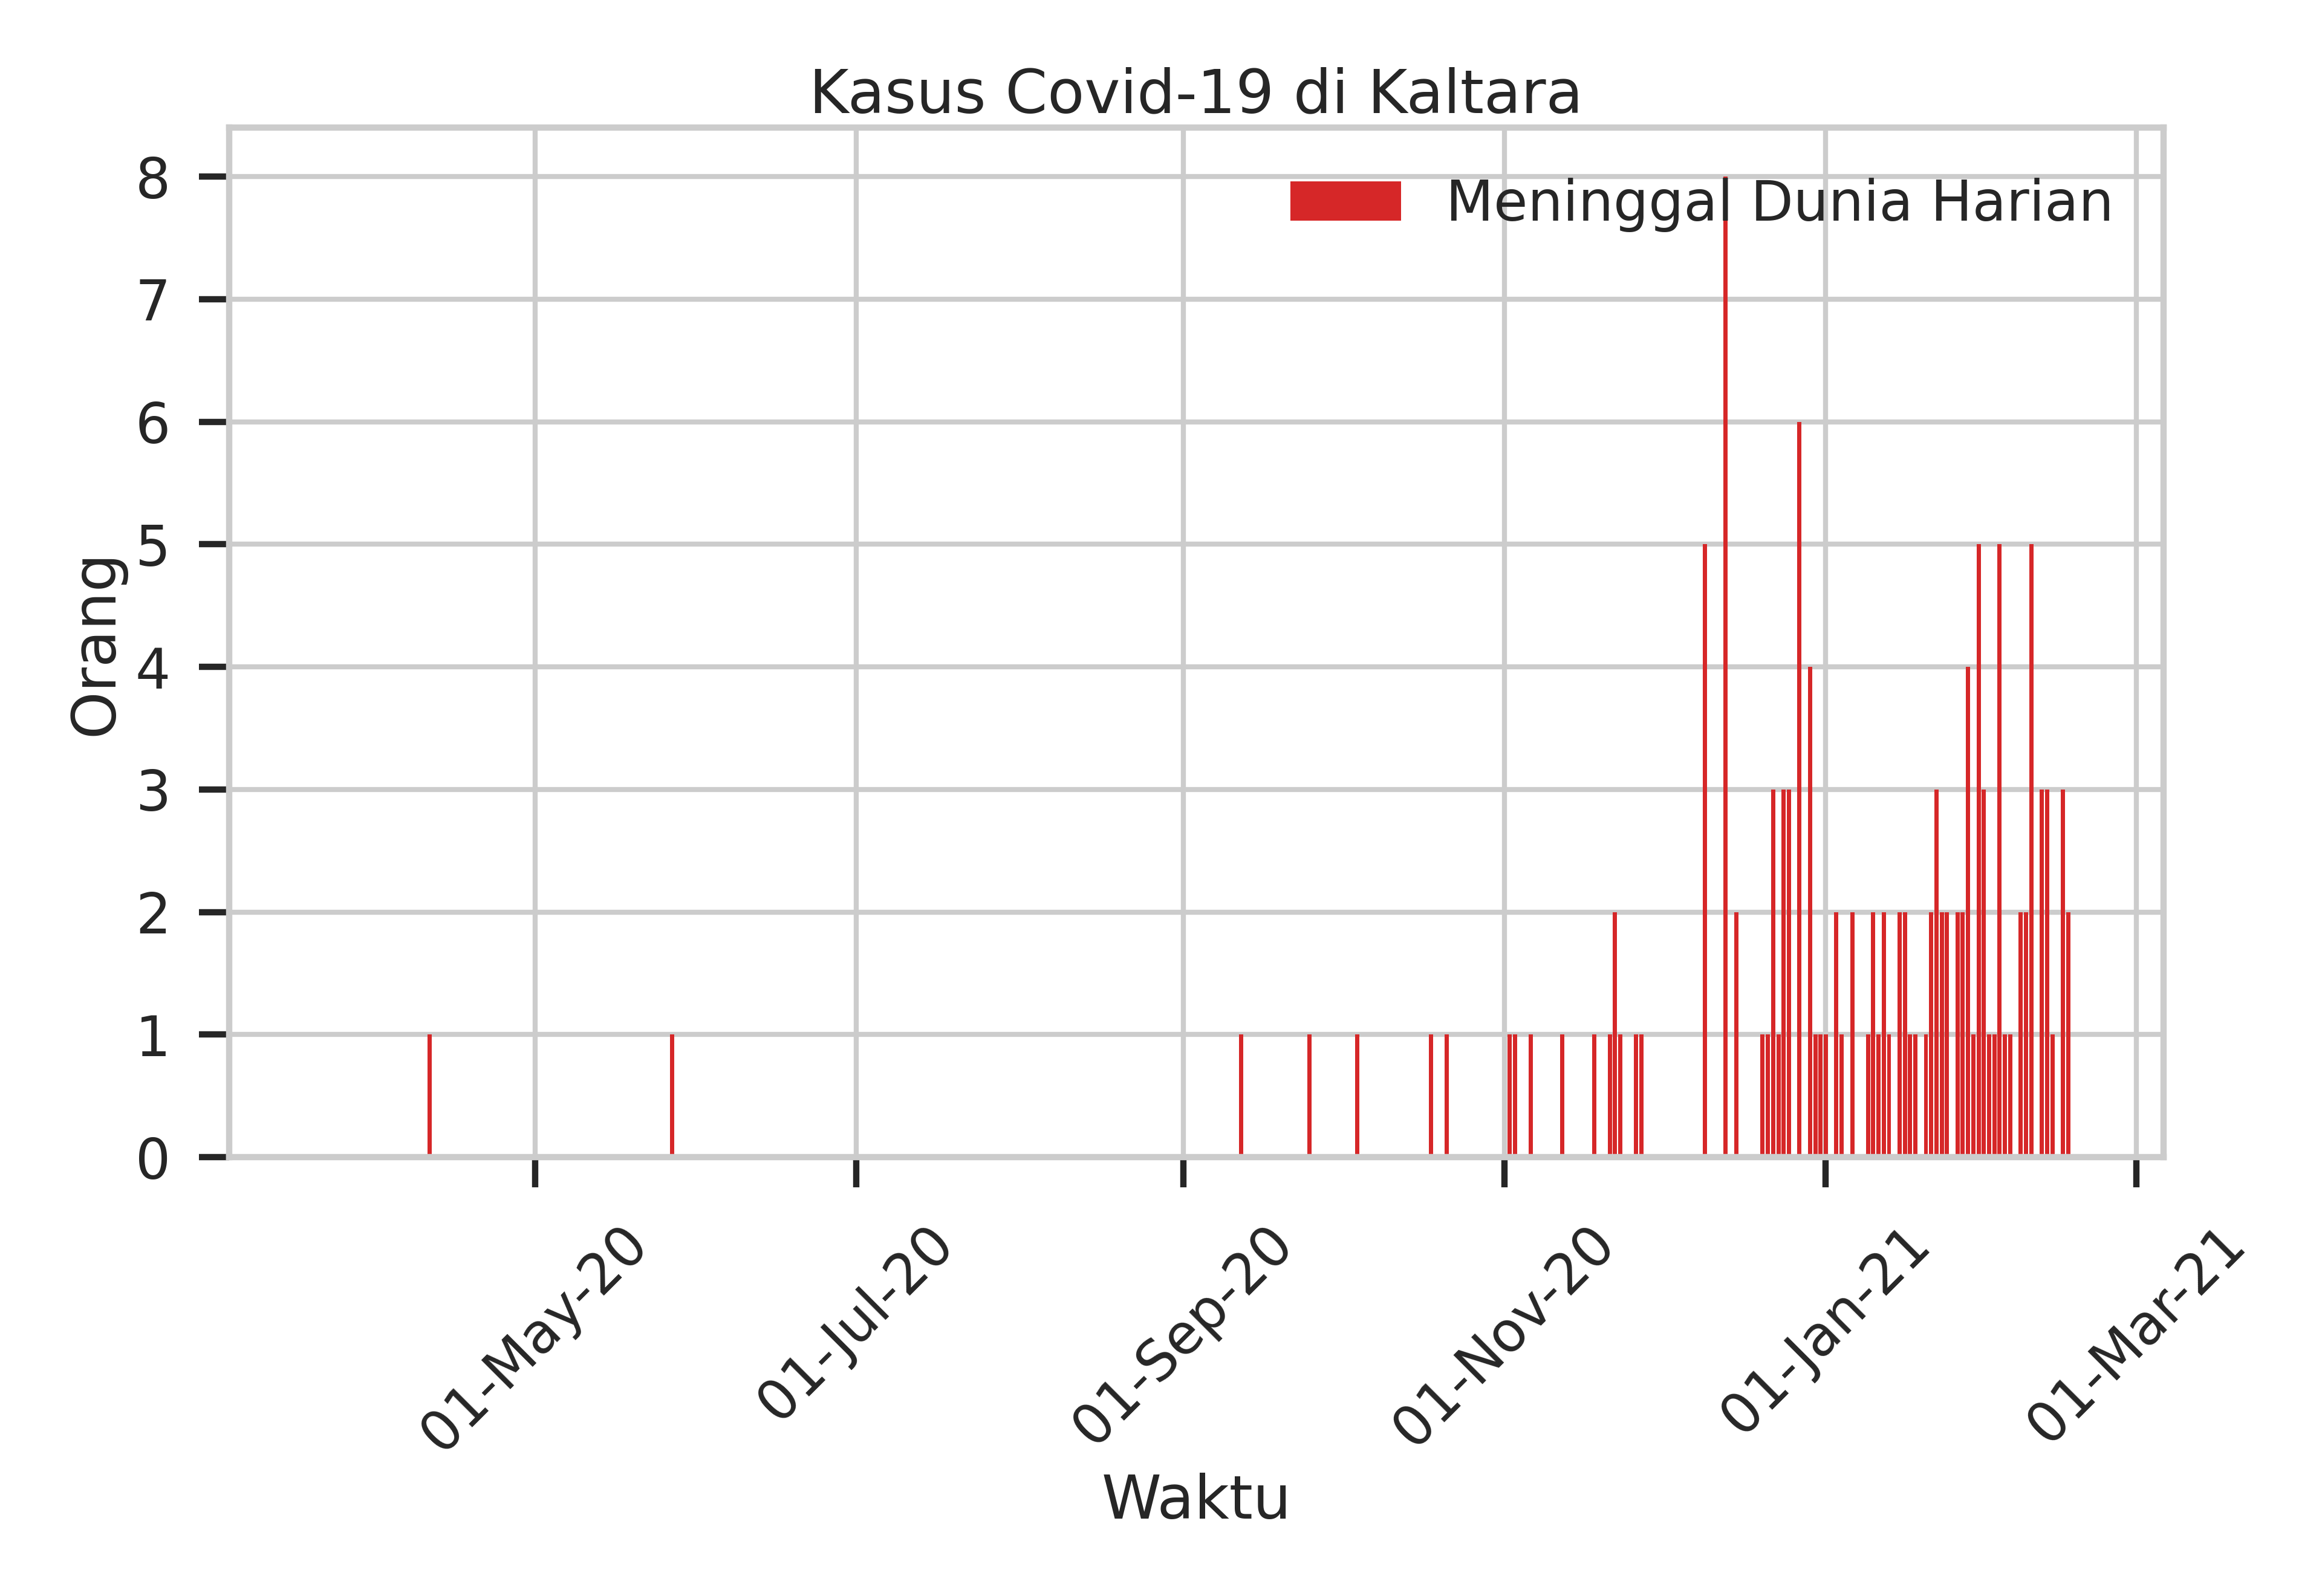 Kasus Covid-19 di Kaltara
Meninggal Dunia Harian
Orang
8
7
6
5
4
3
2
1
0
01-May-20
01-Jul-20
01-Sep-20
01-Nov-20
01-Jan-21
01-Mar-21
Waktu